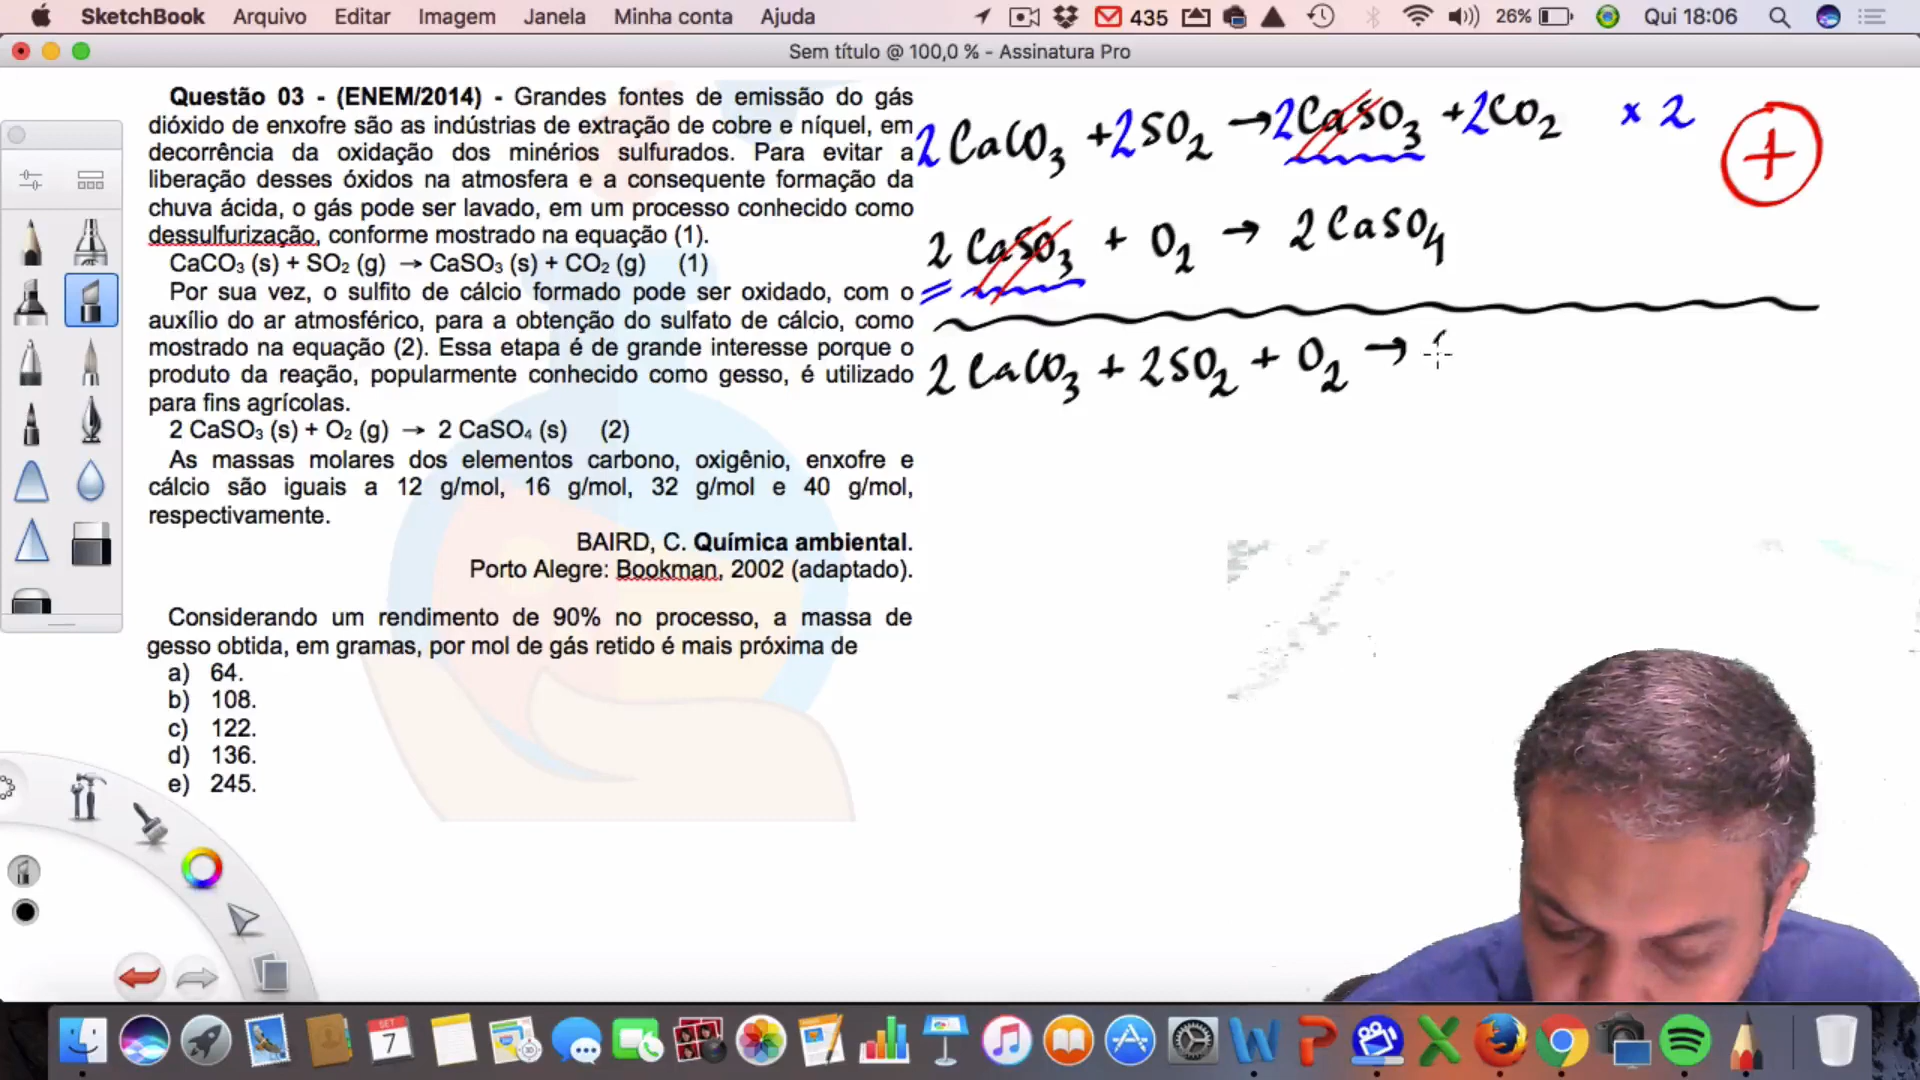 SketchBook Arquivo Editar Imagem Janela Minha conta Ajuda 435 26% Qui 18:06
Sem título @ 100,0 % - Assinatura Pro
Questão 03 - (ENEM/2014) - Grandes fontes de emissão do gás
dióxido de enxofre são as indústrias de extração de cobre e níquel, em
decorrência da oxidação dos minérios sulfurados. Para evitar a
liberação desses óxidos na atmosfera e a consequente formação da
chuva ácida, o gás pode ser lavado, em um processo conhecido como
dessulfurização, conforme mostrado na equação (1).
CaCO₃ (s) + SO₂ (g) → CaSO₃ (s) + CO₂ (g) (1)
Por sua vez, o sulfito de cálcio formado pode ser oxidado, com o
auxílio do ar atmosférico, para a obtenção do sulfato de cálcio, como
mostrado na equação (2). Essa etapa é de grande interesse porque o
produto da reação, popularmente conhecido como gesso, é utilizado
para fins agrícolas.
2 CaSO₃ (s) + O₂ (g) → 2 CaSO₄ (s) (2)
As massas molares dos elementos carbono, oxigênio, enxofre e
cálcio são iguais a 12 g/mol, 16 g/mol, 32 g/mol e 40 g/mol,
respectivamente.
BAIRD, C. Química ambiental.
Porto Alegre: Bookman, 2002 (adaptado).
Considerando um rendimento de 90% no processo, a massa de
gesso obtida, em gramas, por mol de gás retido é mais próxima de
a) 64.
b) 108.
c) 122.
d) 136.
e) 245.
2CaCO₃ + 2SO₂ → 2CaSO₃ + 2CO₂ x 2 +
2CaSO₃ + O₂ → 2CaSO₄
2CaCO₃ + 2SO₂ + O₂ →
SET
7